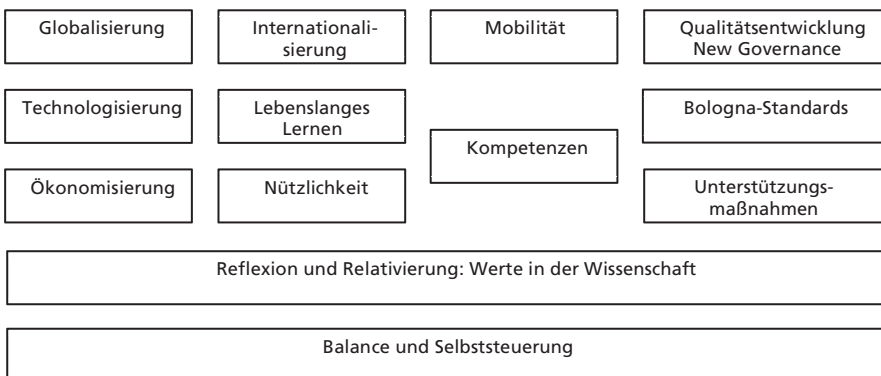 Globalisierung
Internationali-
sierung
Mobilität
Qualitätsentwicklung
New Governance
Technologisierung
Lebenslanges
Lernen
Kompetenzen
Bologna-Standards
Ökonomisierung
Nützlichkeit
Unterstützungs-
maßnahmen
Reflexion und Relativierung: Werte in der Wissenschaft
Balance und Selbststeuerung